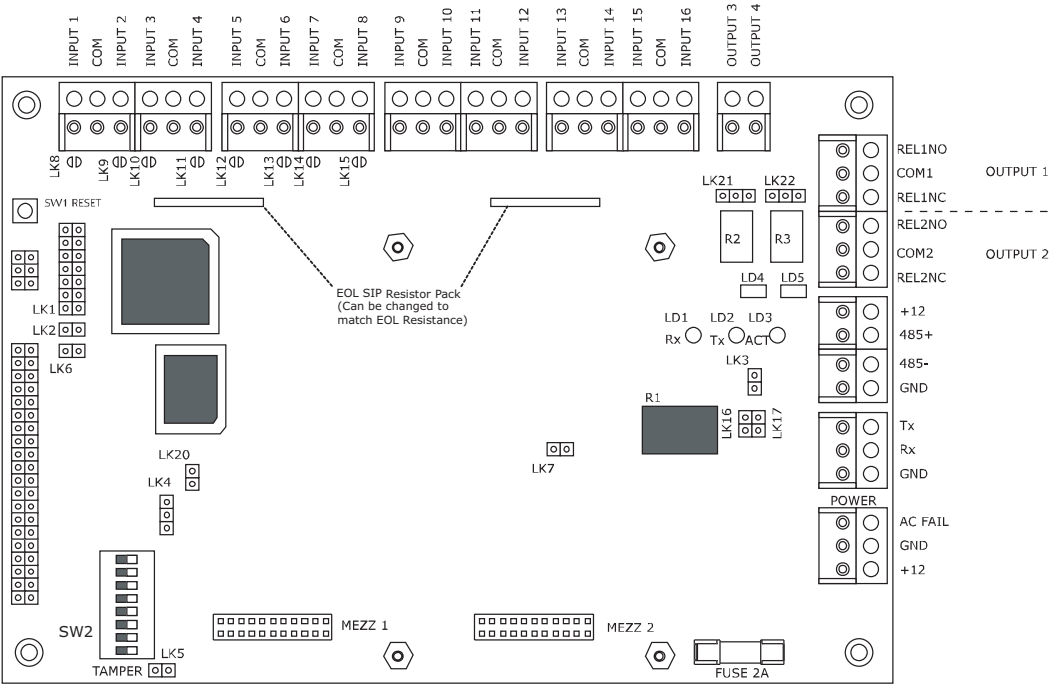 INPUT 1
COM
INPUT 2
INPUT 3
COM
INPUT 4
INPUT 5
COM
INPUT 6
INPUT 7
COM
INPUT 8
INPUT 9
COM
INPUT 10
INPUT 11
COM
INPUT 12
INPUT 13
COM
INPUT 14
INPUT 15
COM
INPUT 16
OUTPUT 3
OUTPUT 4
LK8
LK9
LK10
LK11
LK12
LK13
LK14
LK15
REL1NO
COM1
REL1NC
OUTPUT 1
REL2NO
COM2
REL2NC
OUTPUT 2
LK21
LK22
SW1 RESET
R2
R3
LD4
LD5
EOL SIP Resistor Pack
(Can be changed to
match EOL Resistance)
LK1
LK2
LK6
LD1
LD2
LD3
Rx
Tx
ACT
LK3
+12
485+
485-
GND
R1
LK16
LK17
Tx
Rx
GND
LK20
LK4
LK7
POWER
AC FAIL
GND
+12
SW2
MEZZ 1
MEZZ 2
TAMPER
LK5
FUSE 2A